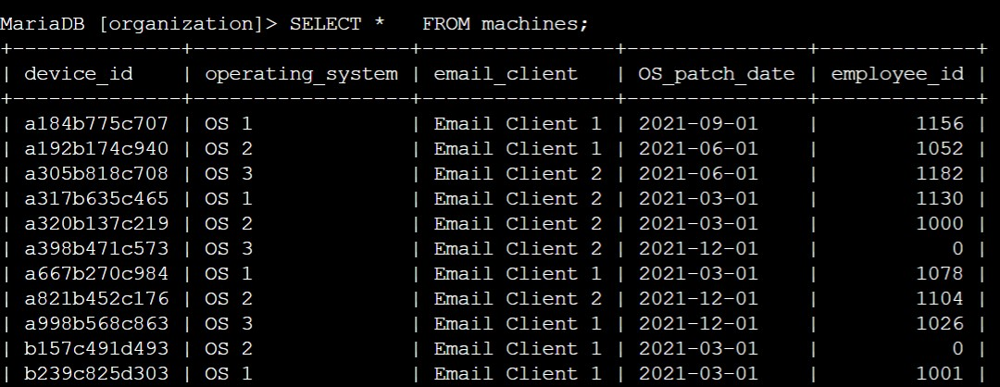 MariaDB [organization]> SELECT *   FROM machines;
+--------------+------------------+----------------+---------------+-------------+
| device_id    | operating_system | email_client   | OS_patch_date | employee_id |
+--------------+------------------+----------------+---------------+-------------+
| a184b775c707 | OS 1             | Email Client 1 | 2021-09-01    |        1156 |
| a192b174c940 | OS 2             | Email Client 1 | 2021-06-01    |        1052 |
| a305b818c708 | OS 3             | Email Client 2 | 2021-06-01    |        1182 |
| a317b635c465 | OS 1             | Email Client 2 | 2021-03-01    |        1130 |
| a320b137c219 | OS 2             | Email Client 2 | 2021-03-01    |        1000 |
| a398b471c573 | OS 3             | Email Client 2 | 2021-12-01    |           0 |
| a667b270c984 | OS 1             | Email Client 1 | 2021-03-01    |        1078 |
| a821b452c176 | OS 2             | Email Client 2 | 2021-12-01    |        1104 |
| a998b568c863 | OS 3             | Email Client 1 | 2021-12-01    |        1026 |
| b157c491d493 | OS 2             | Email Client 1 | 2021-03-01    |           0 |
| b239c825d303 | OS 1             | Email Client 1 | 2021-03-01    |        1001 |